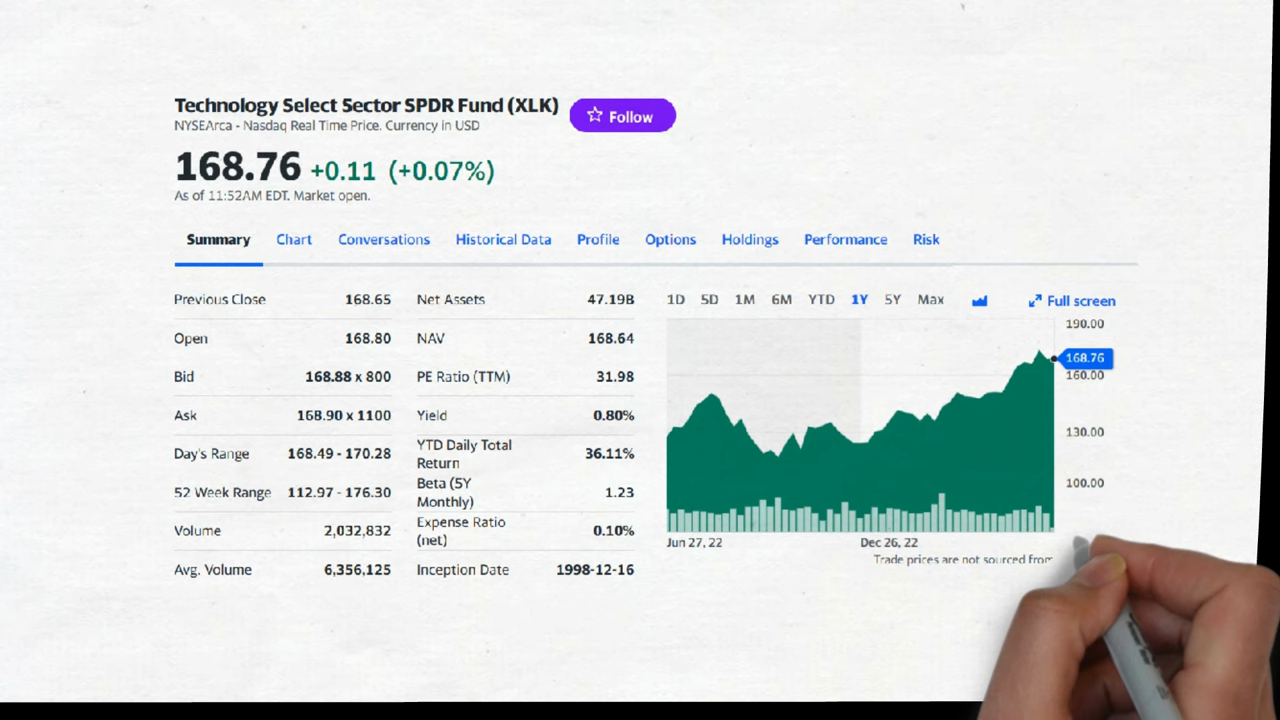 Technology Select Sector SPDR Fund (XLK)
Follow
NYSEArca - Nasdaq Real Time Price. Currency in USD
168.76 +0.11 (+0.07%)
As of 11:52AM EDT. Market open.
Summary Chart Conversations Historical Data Profile Options Holdings Performance Risk
Previous Close 168.65
Open 168.80
Bid 168.88 x 800
Ask 168.90 x 1100
Day's Range 168.49 - 170.28
52 Week Range 112.97 - 176.30
Volume 2,032,832
Avg. Volume 6,356,125
Net Assets 47.19B
NAV 168.64
PE Ratio (TTM) 31.98
Yield 0.80%
YTD Daily Total
Return 36.11%
Beta (5Y
Monthly) 1.23
Expense Ratio
(net) 0.10%
Inception Date 1998-12-16
1D 5D 1M 6M YTD 1Y 5Y Max Full screen
190.00
168.76
160.00
130.00
100.00
Jun 27, 22 Dec 26, 22
Trade prices are not sourced from